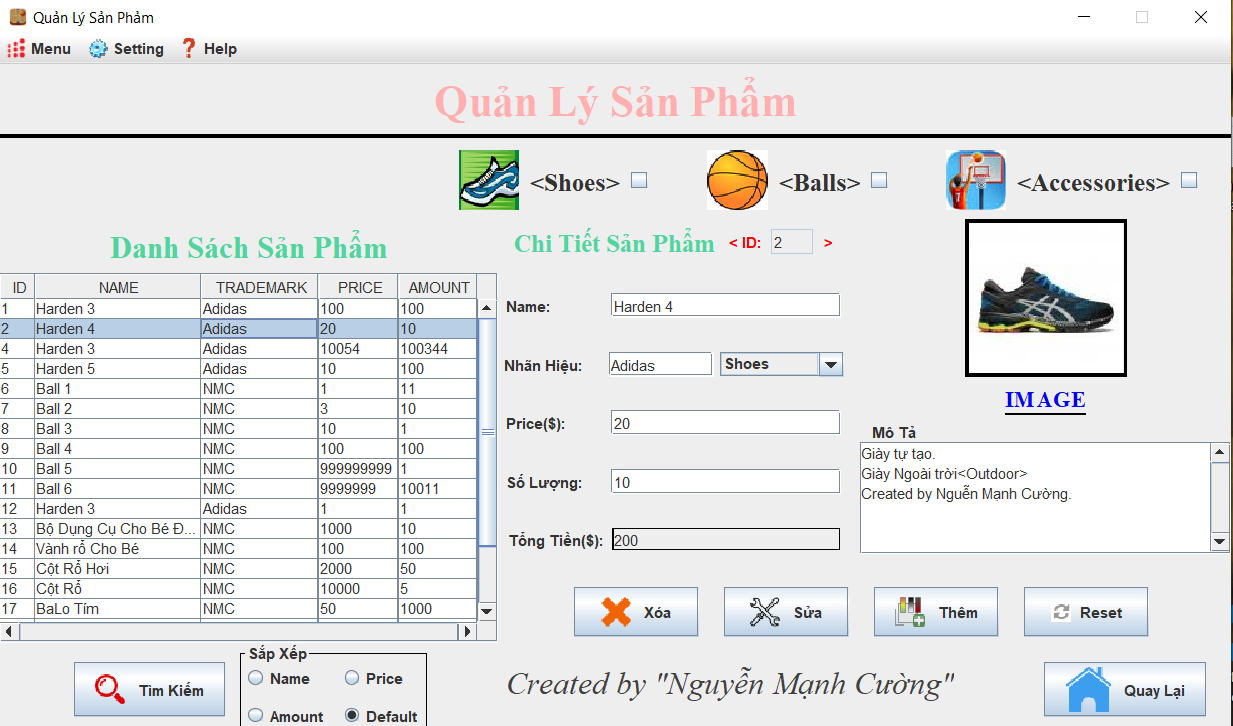 Quản Lý Sản Phẩm
Menu Setting Help
Quản Lý Sản Phẩm
<Shoes> <Balls> <Accessories>
Danh Sách Sản Phẩm
Chi Tiết Sản Phẩm < ID: 2 >
ID NAME TRADEMARK PRICE AMOUNT
1 Harden 3 Adidas 100 100
2 Harden 4 Adidas 20 10
4 Harden 3 Adidas 10054 100344
5 Harden 5 Adidas 10 100
6 Ball 1 NMC 1 11
7 Ball 2 NMC 3 10
8 Ball 3 NMC 10 1
9 Ball 4 NMC 100 100
10 Ball 5 NMC 999999999 1
11 Ball 6 NMC 9999999 10011
12 Harden 3 Adidas 1 1
13 Bộ Dụng Cụ Cho Bé Đ... NMC 1000 10
14 Vành rổ Cho Bé NMC 100 100
15 Cột Rổ Hơi NMC 2000 50
16 Cột Rổ NMC 10000 5
17 BaLo Tím NMC 50 1000
Name: Harden 4
Nhãn Hiệu: Adidas Shoes
Price($): 20
Số Lượng: 10
Tổng Tiền($): 200
IMAGE
Mô Tả
Giày tự tạo.
Giày Ngoài trời<Outdoor>
Created by Nguễn Mạnh Cường.
Xóa Sửa Thêm Reset
Tìm Kiếm
Sắp Xếp
Name Price
Amount Default
Created by "Nguyễn Mạnh Cường"
Quay Lại